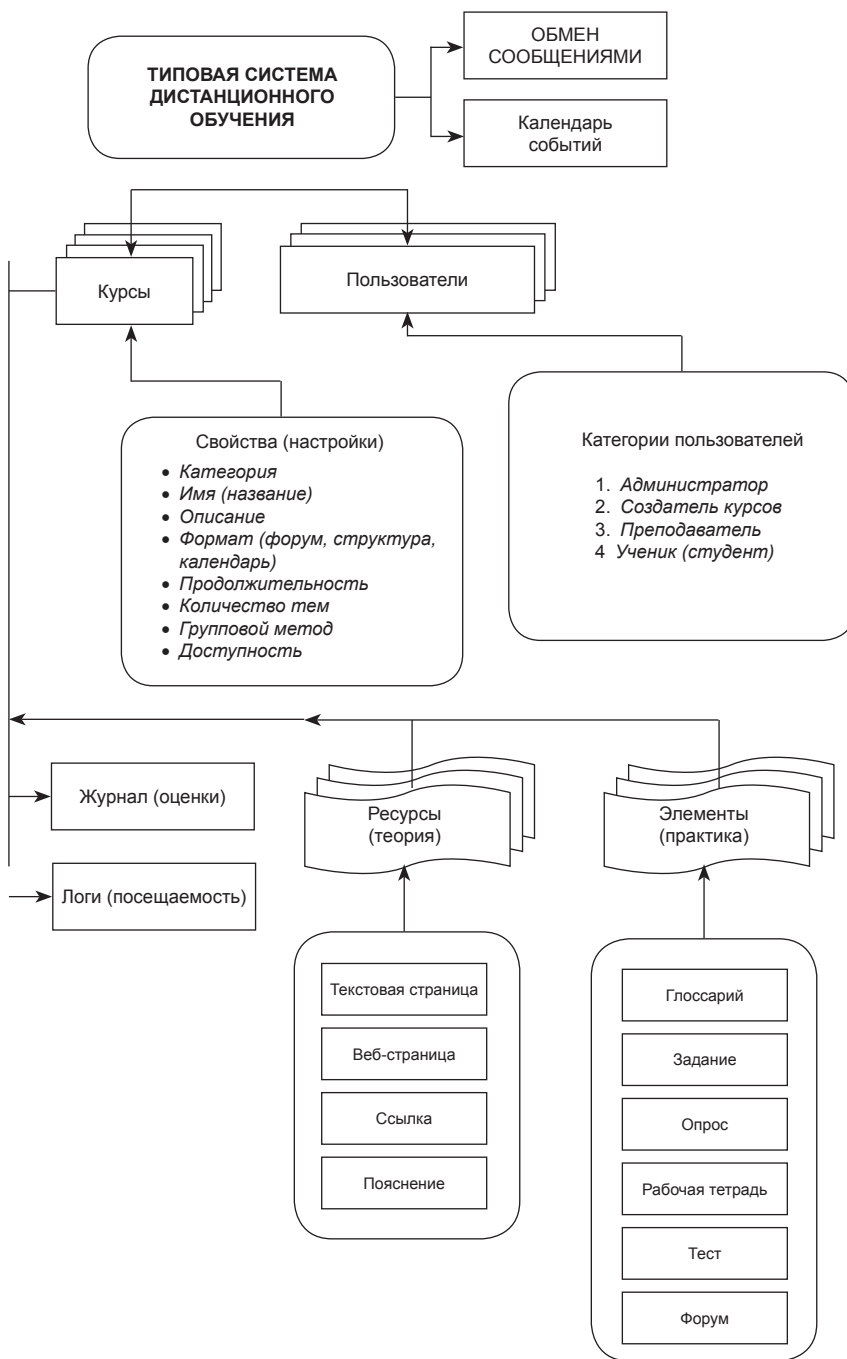 ТИПОВАЯ СИСТЕМА
ДИСТАНЦИОННОГО
ОБУЧЕНИЯ
ОБМЕН
СООБЩЕНИЯМИ
Календарь
событий
Курсы
Пользователи
Свойства (настройки)
• Категория
• Имя (название)
• Описание
• Формат (форум, структура,
календарь)
• Продолжительность
• Количество тем
• Групповой метод
• Доступность
Категории пользователей
1. Администратор
2. Создатель курсов
3. Преподаватель
4 Ученик (студент)
Журнал (оценки)
Логи (посещаемость)
Ресурсы
(теория)
Элементы
(практика)
Текстовая страница
Веб-страница
Ссылка
Пояснение
Глоссарий
Задание
Опрос
Рабочая тетрадь
Тест
Форум